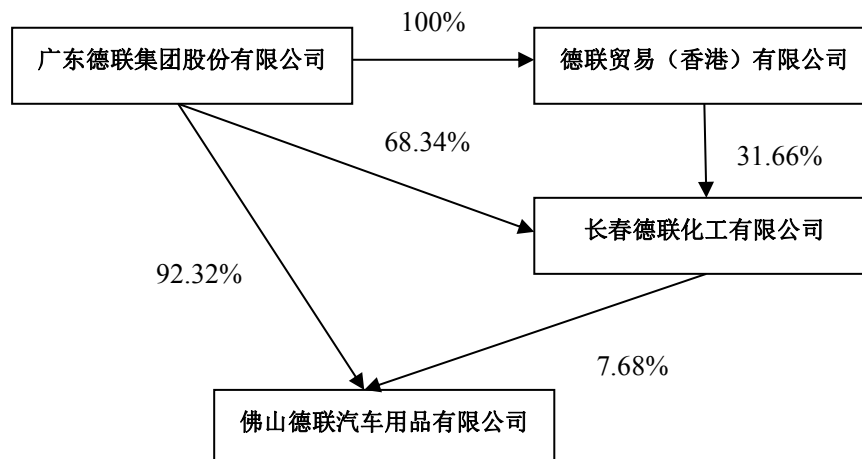 100%
广东德联集团股份有限公司
德联贸易（香港）有限公司
68.34%
31.66%
长春德联化工有限公司
92.32%
7.68%
佛山德联汽车用品有限公司